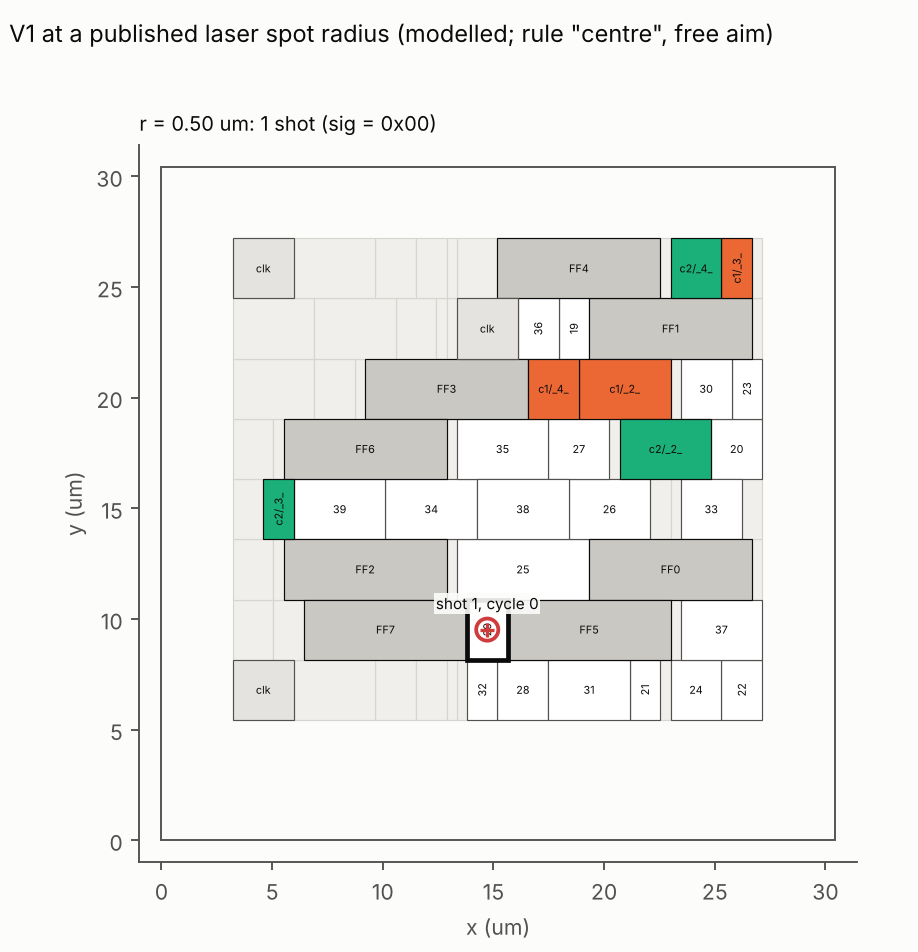 V1 at a published laser spot radius (modelled; rule "centre", free aim)
r = 0.50 um: 1 shot (sig = 0x00)
30
25
20
15
10
5
0
y (um)
clk
FF4
c2/_4_
c1/_3_
clk
36
19
FF1
FF3
c1/_4_
c1/_2_
30
23
FF6
35
27
c2/_2_
20
c2/_3_
39
34
38
26
33
FF2
25
FF0
shot 1, cycle 0
FF7
FF5
37
clk
32
28
31
21
24
22
0
5
10
15
20
25
30
x (um)